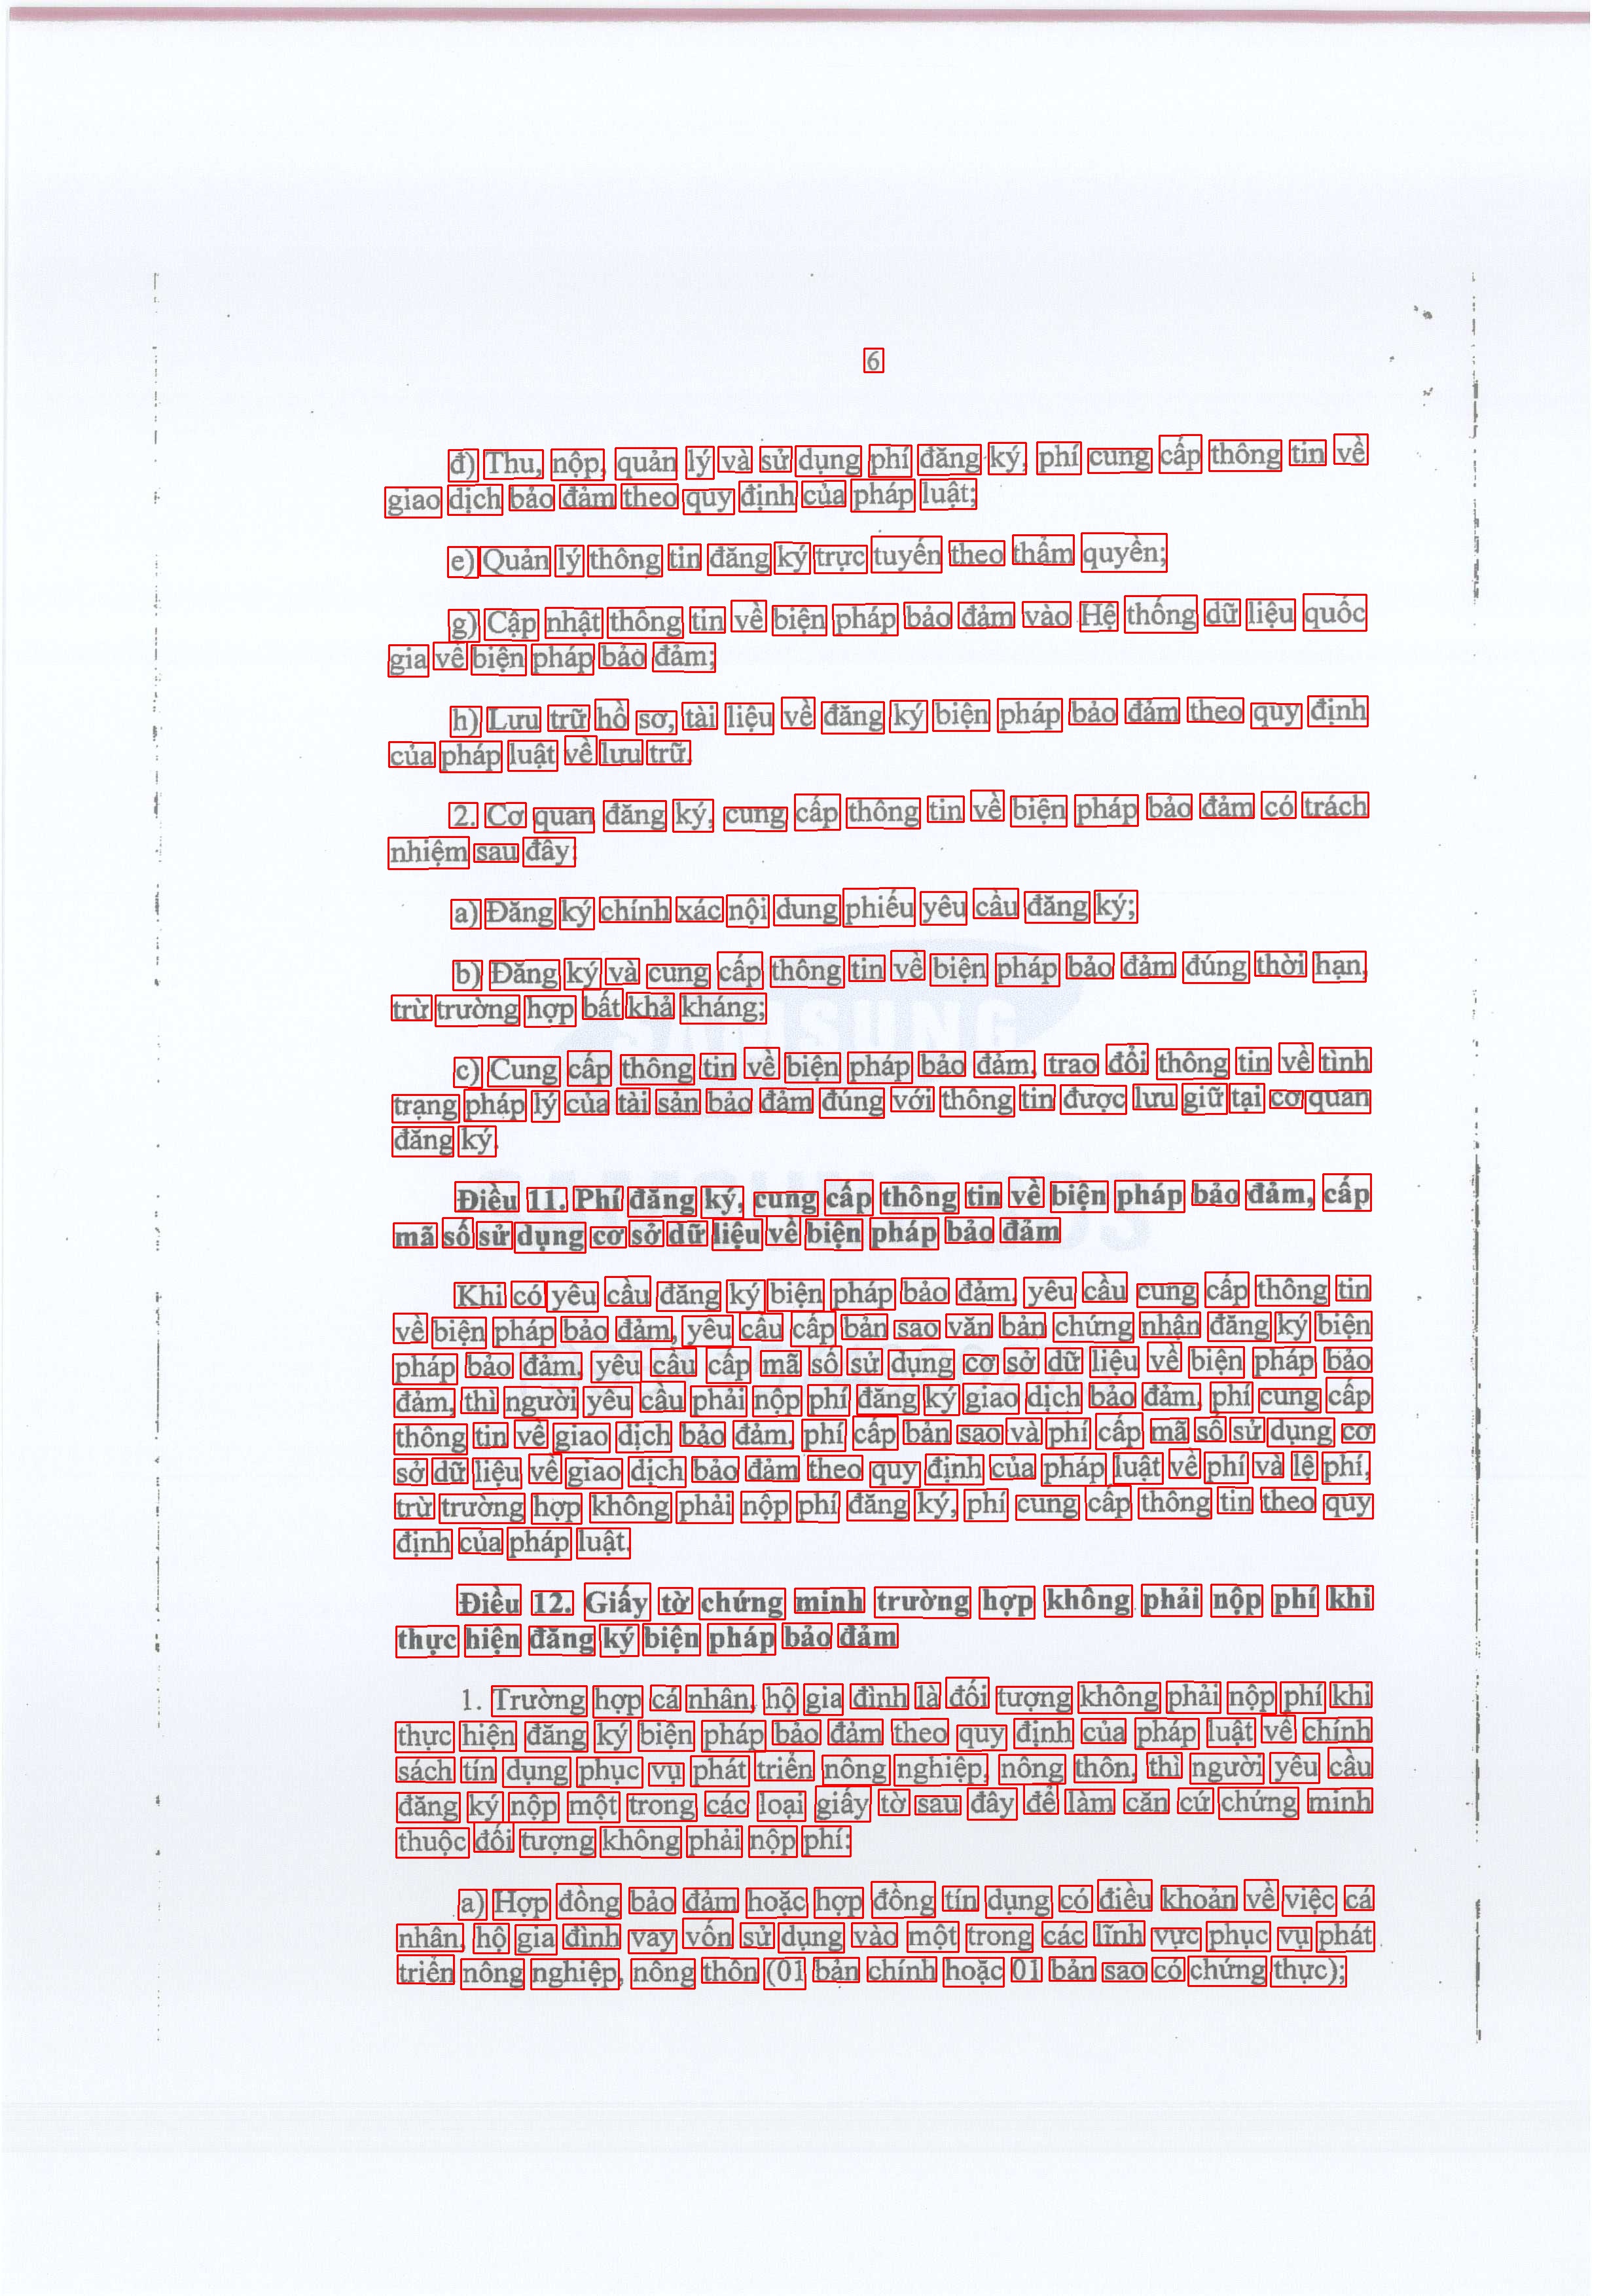 6
đ) Thu, nộp, quản lý và sử dụng phí đăng ký, phí cung cấp thông tin về
giao dịch bảo đảm theo quy định của pháp luật;
e) Quản lý thông tin đăng ký trực tuyến theo thẩm quyền;
g) Cập nhật thông tin về biện pháp bảo đảm vào Hệ thống dữ liệu quốc
gia về biện pháp bảo đảm;
h) Lưu trữ hồ sơ, tài liệu về đăng ký biện pháp bảo đảm theo quy định
của pháp luật về lưu trữ.
2. Cơ quan đăng ký, cung cấp thông tin về biện pháp bảo đảm có trách
nhiệm sau đây:
a) Đăng ký chính xác nội dung phiếu yêu cầu đăng ký;
b) Đăng ký và cung cấp thông tin về biện pháp bảo đảm đúng thời hạn,
trừ trường hợp bất khả kháng;
SAMSUNG
c) Cung cấp thông tin về biện pháp bảo đảm, trao đổi thông tin về tình
trạng pháp lý của tài sản bảo đảm đúng với thông tin được lưu giữ tại cơ quan
đăng ký.
Điều 11. Phí đăng ký, cung cấp thông tin về biện pháp bảo đảm, cấp
mã số sử dụng cơ sở dữ liệu về biện pháp bảo đảm
Khi có yêu cầu đăng ký biện pháp bảo đảm, yêu cầu cung cấp thông tin
về biện pháp bảo đảm, yêu cầu cấp bản sao văn bản chứng nhận đăng ký biện
pháp bảo đảm, yêu cầu cấp mã số sử dụng cơ sở dữ liệu về biện pháp bảo
đảm, thì người yêu cầu phải nộp phí đăng ký giao dịch bảo đảm, phí cung cấp
thông tin về giao dịch bảo đảm, phí cấp bản sao và phí cấp mã số sử dụng cơ
sở dữ liệu về giao dịch bảo đảm theo quy định của pháp luật về phí và lệ phí,
trừ trường hợp không phải nộp phí đăng ký, phí cung cấp thông tin theo quy
định của pháp luật.
Điều 12. Giấy tờ chứng minh trường hợp không phải nộp phí khi
thực hiện đăng ký biện pháp bảo đảm
1. Trường hợp cá nhân, hộ gia đình là đối tượng không phải nộp phí khi
thực hiện đăng ký biện pháp bảo đảm theo quy định của pháp luật về chính
sách tín dụng phục vụ phát triển nông nghiệp, nông thôn, thì người yêu cầu
đăng ký nộp một trong các loại giấy tờ sau đây để làm căn cứ chứng minh
thuộc đối tượng không phải nộp phí:
a) Hợp đồng bảo đảm hoặc hợp đồng tín dụng có điều khoản về việc cá
nhân, hộ gia đình vay vốn sử dụng vào một trong các lĩnh vực phục vụ phát
triển nông nghiệp, nông thôn (01 bản chính hoặc 01 bản sao có chứng thực);